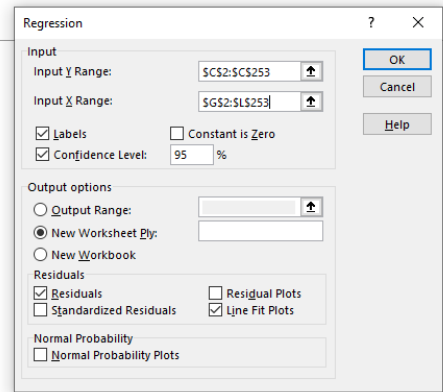 Regression
? ×
Input
Input Y Range: $C$2:$C$253
Input X Range: $G$2:$L$253
Labels Constant is Zero
Confidence Level: 95 %
OK
Cancel
Help
Output options
Output Range:
New Worksheet Ply:
New Workbook
Residuals
Residuals Residual Plots
Standardized Residuals Line Fit Plots
Normal Probability
Normal Probability Plots